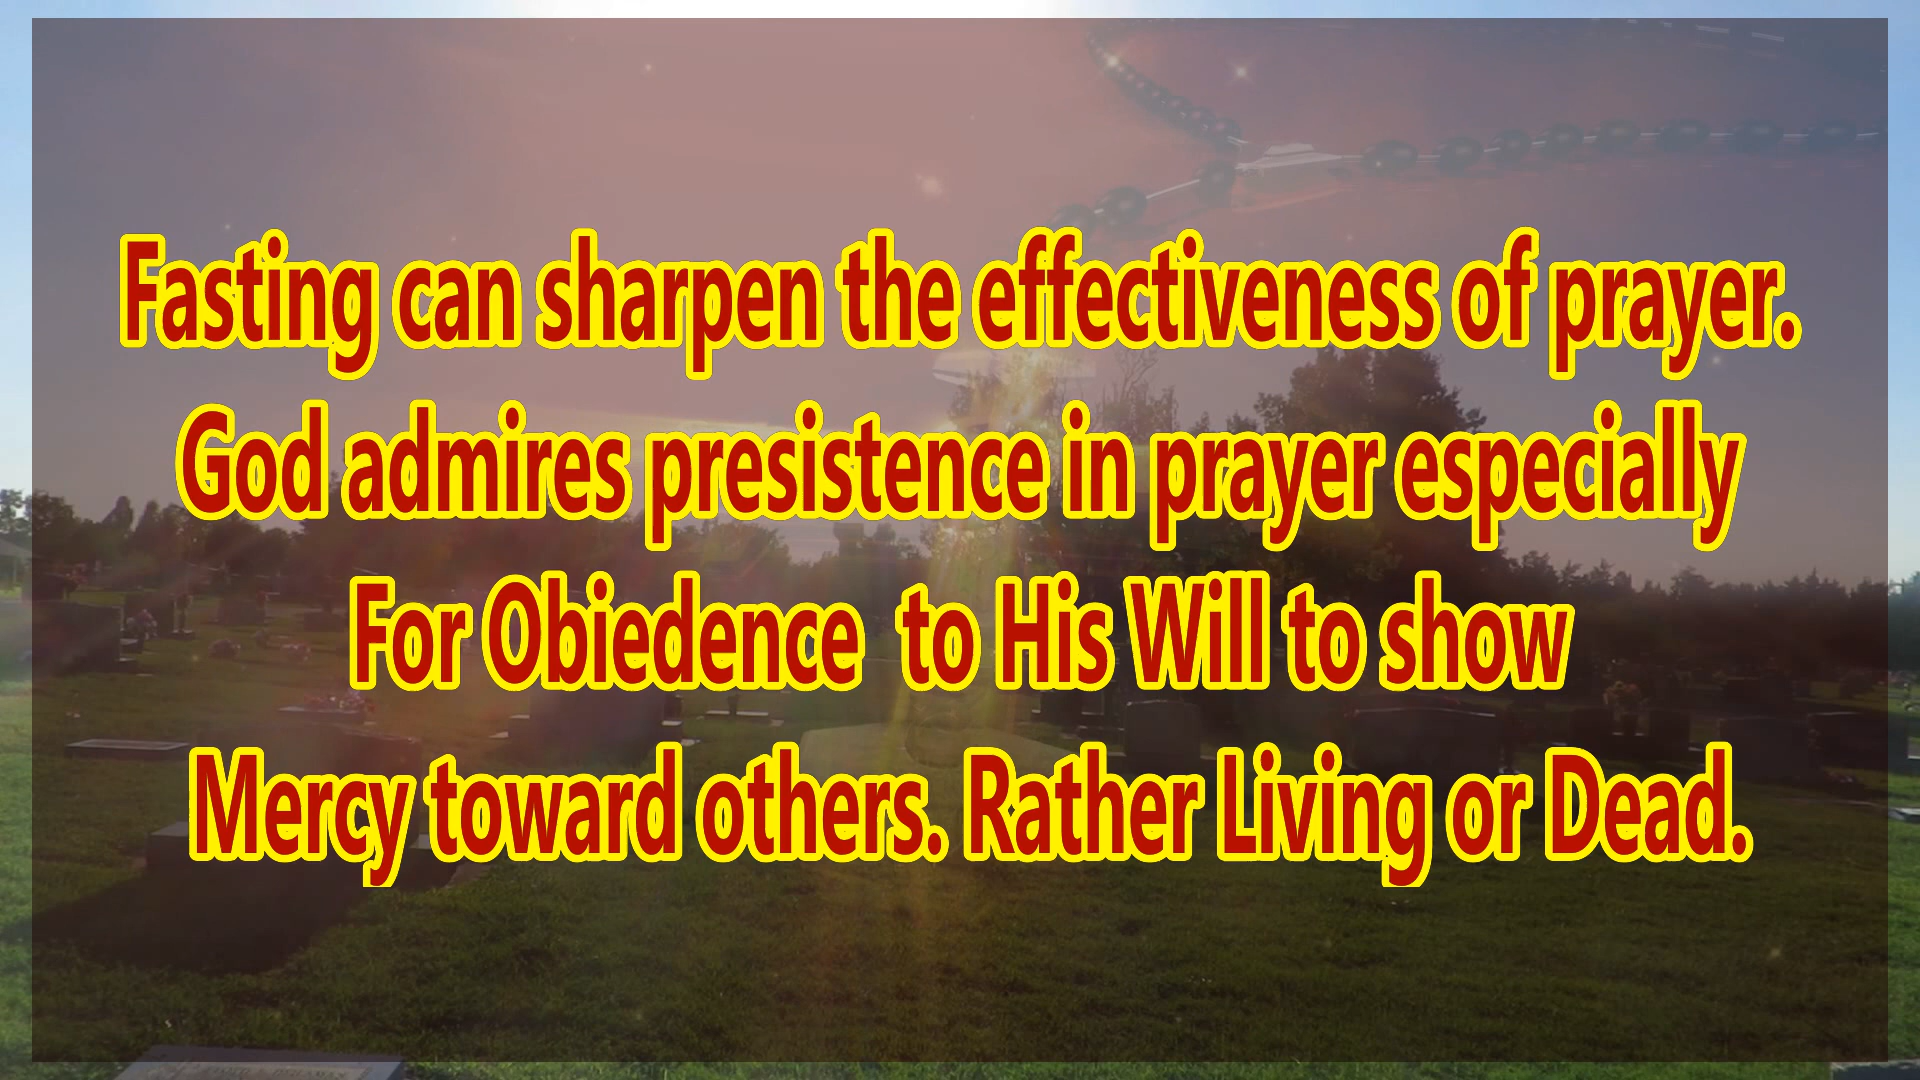 Fasting can sharpen the effectiveness of prayer.
God admires presistence in prayer especially
For Obiedence to His Will to show
Mercy toward others. Rather Living or Dead.